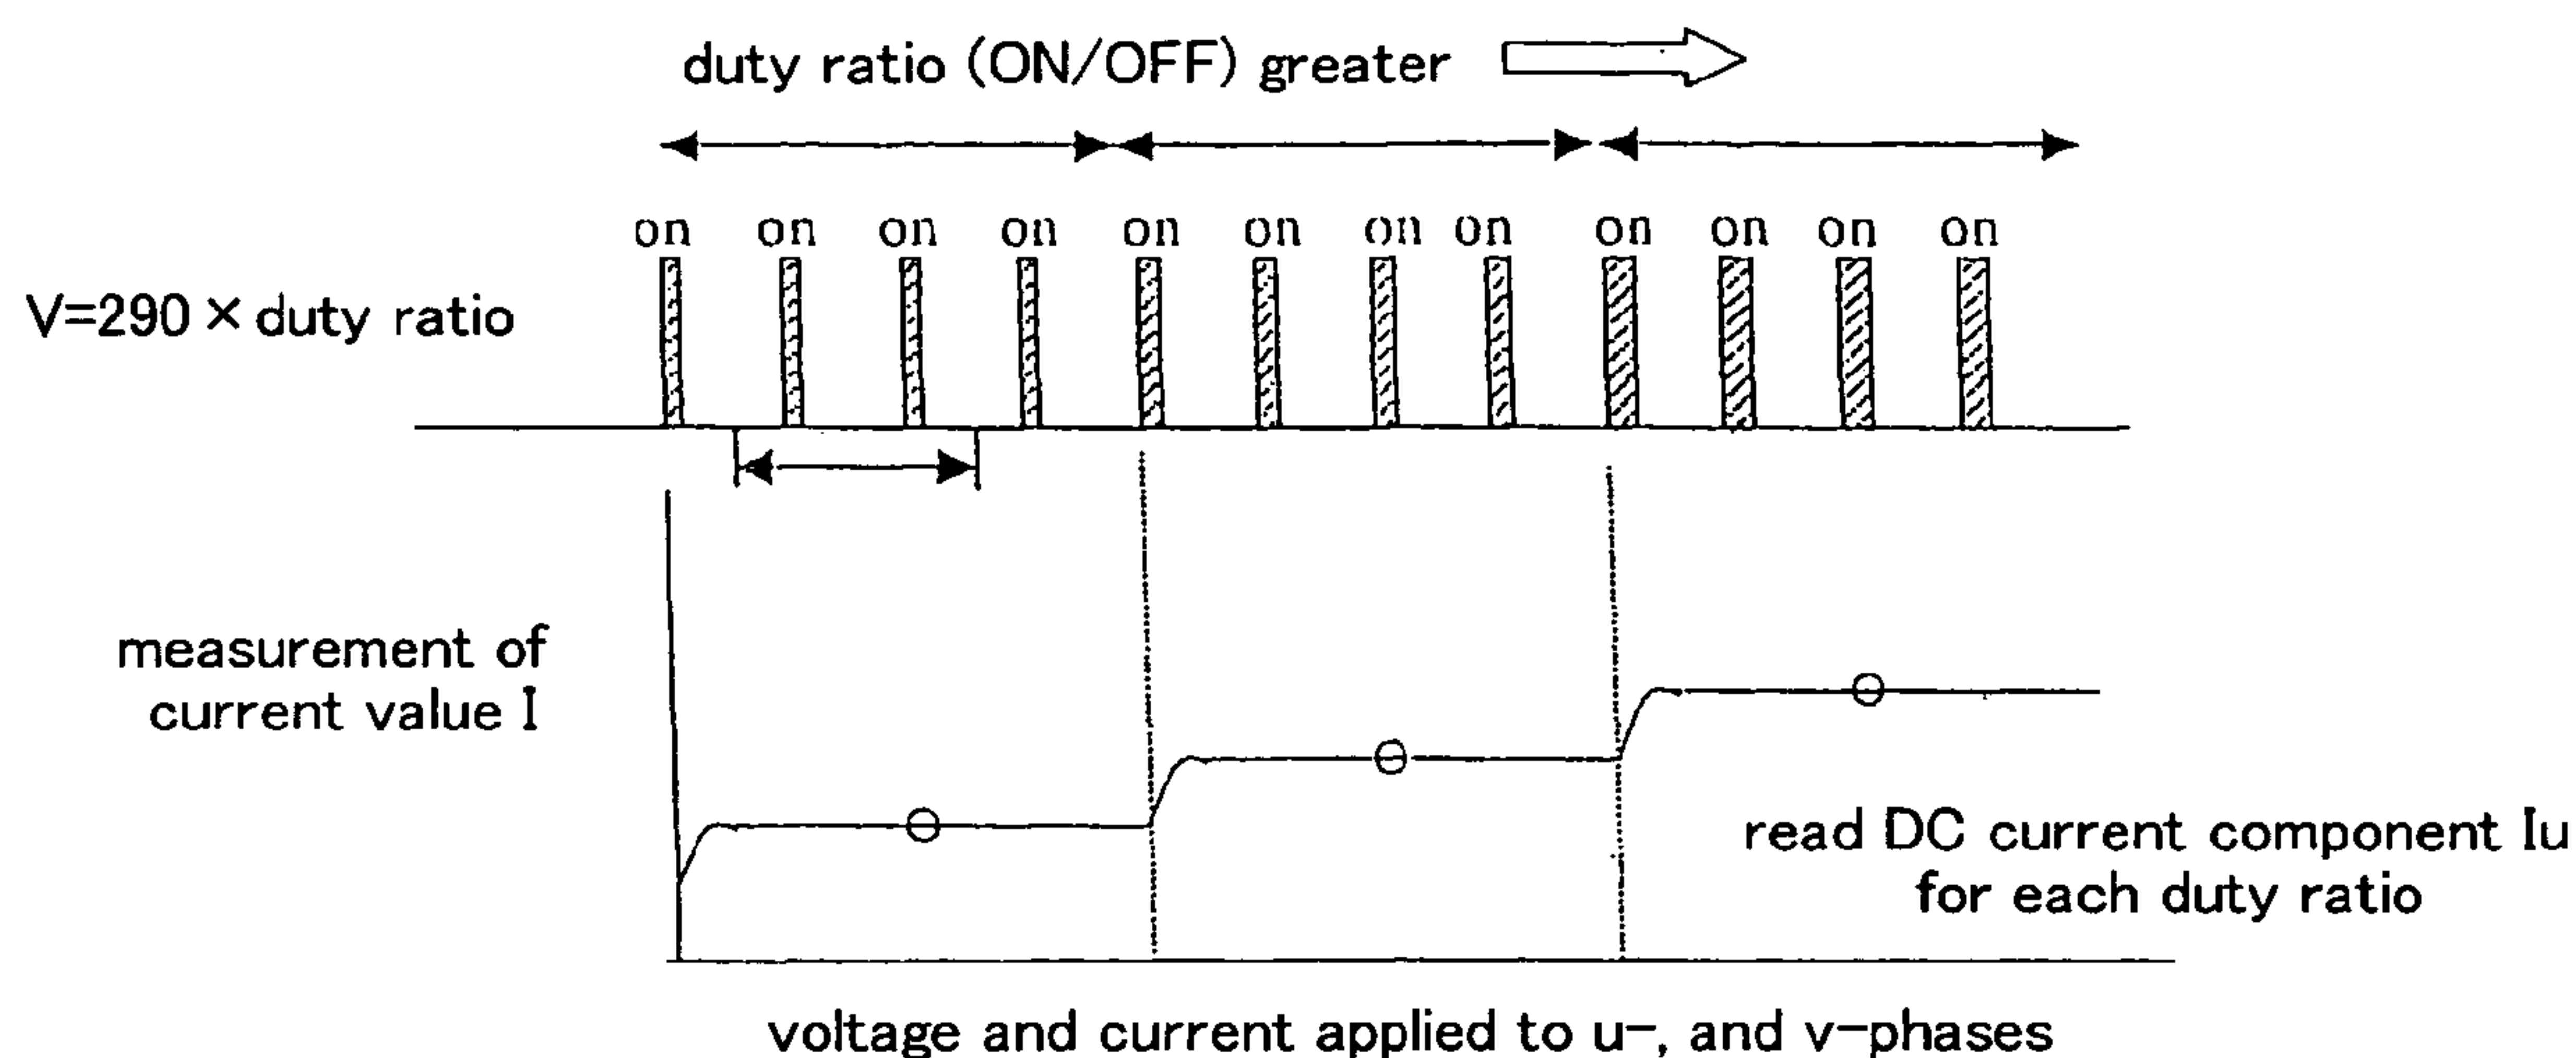 duty ratio (ON/OFF) greater
on on on on on on on on on on on on
V=290×duty ratio
measurement of
current value I
read DC current component Iu
for each duty ratio
voltage and current applied to u-, and v-phases